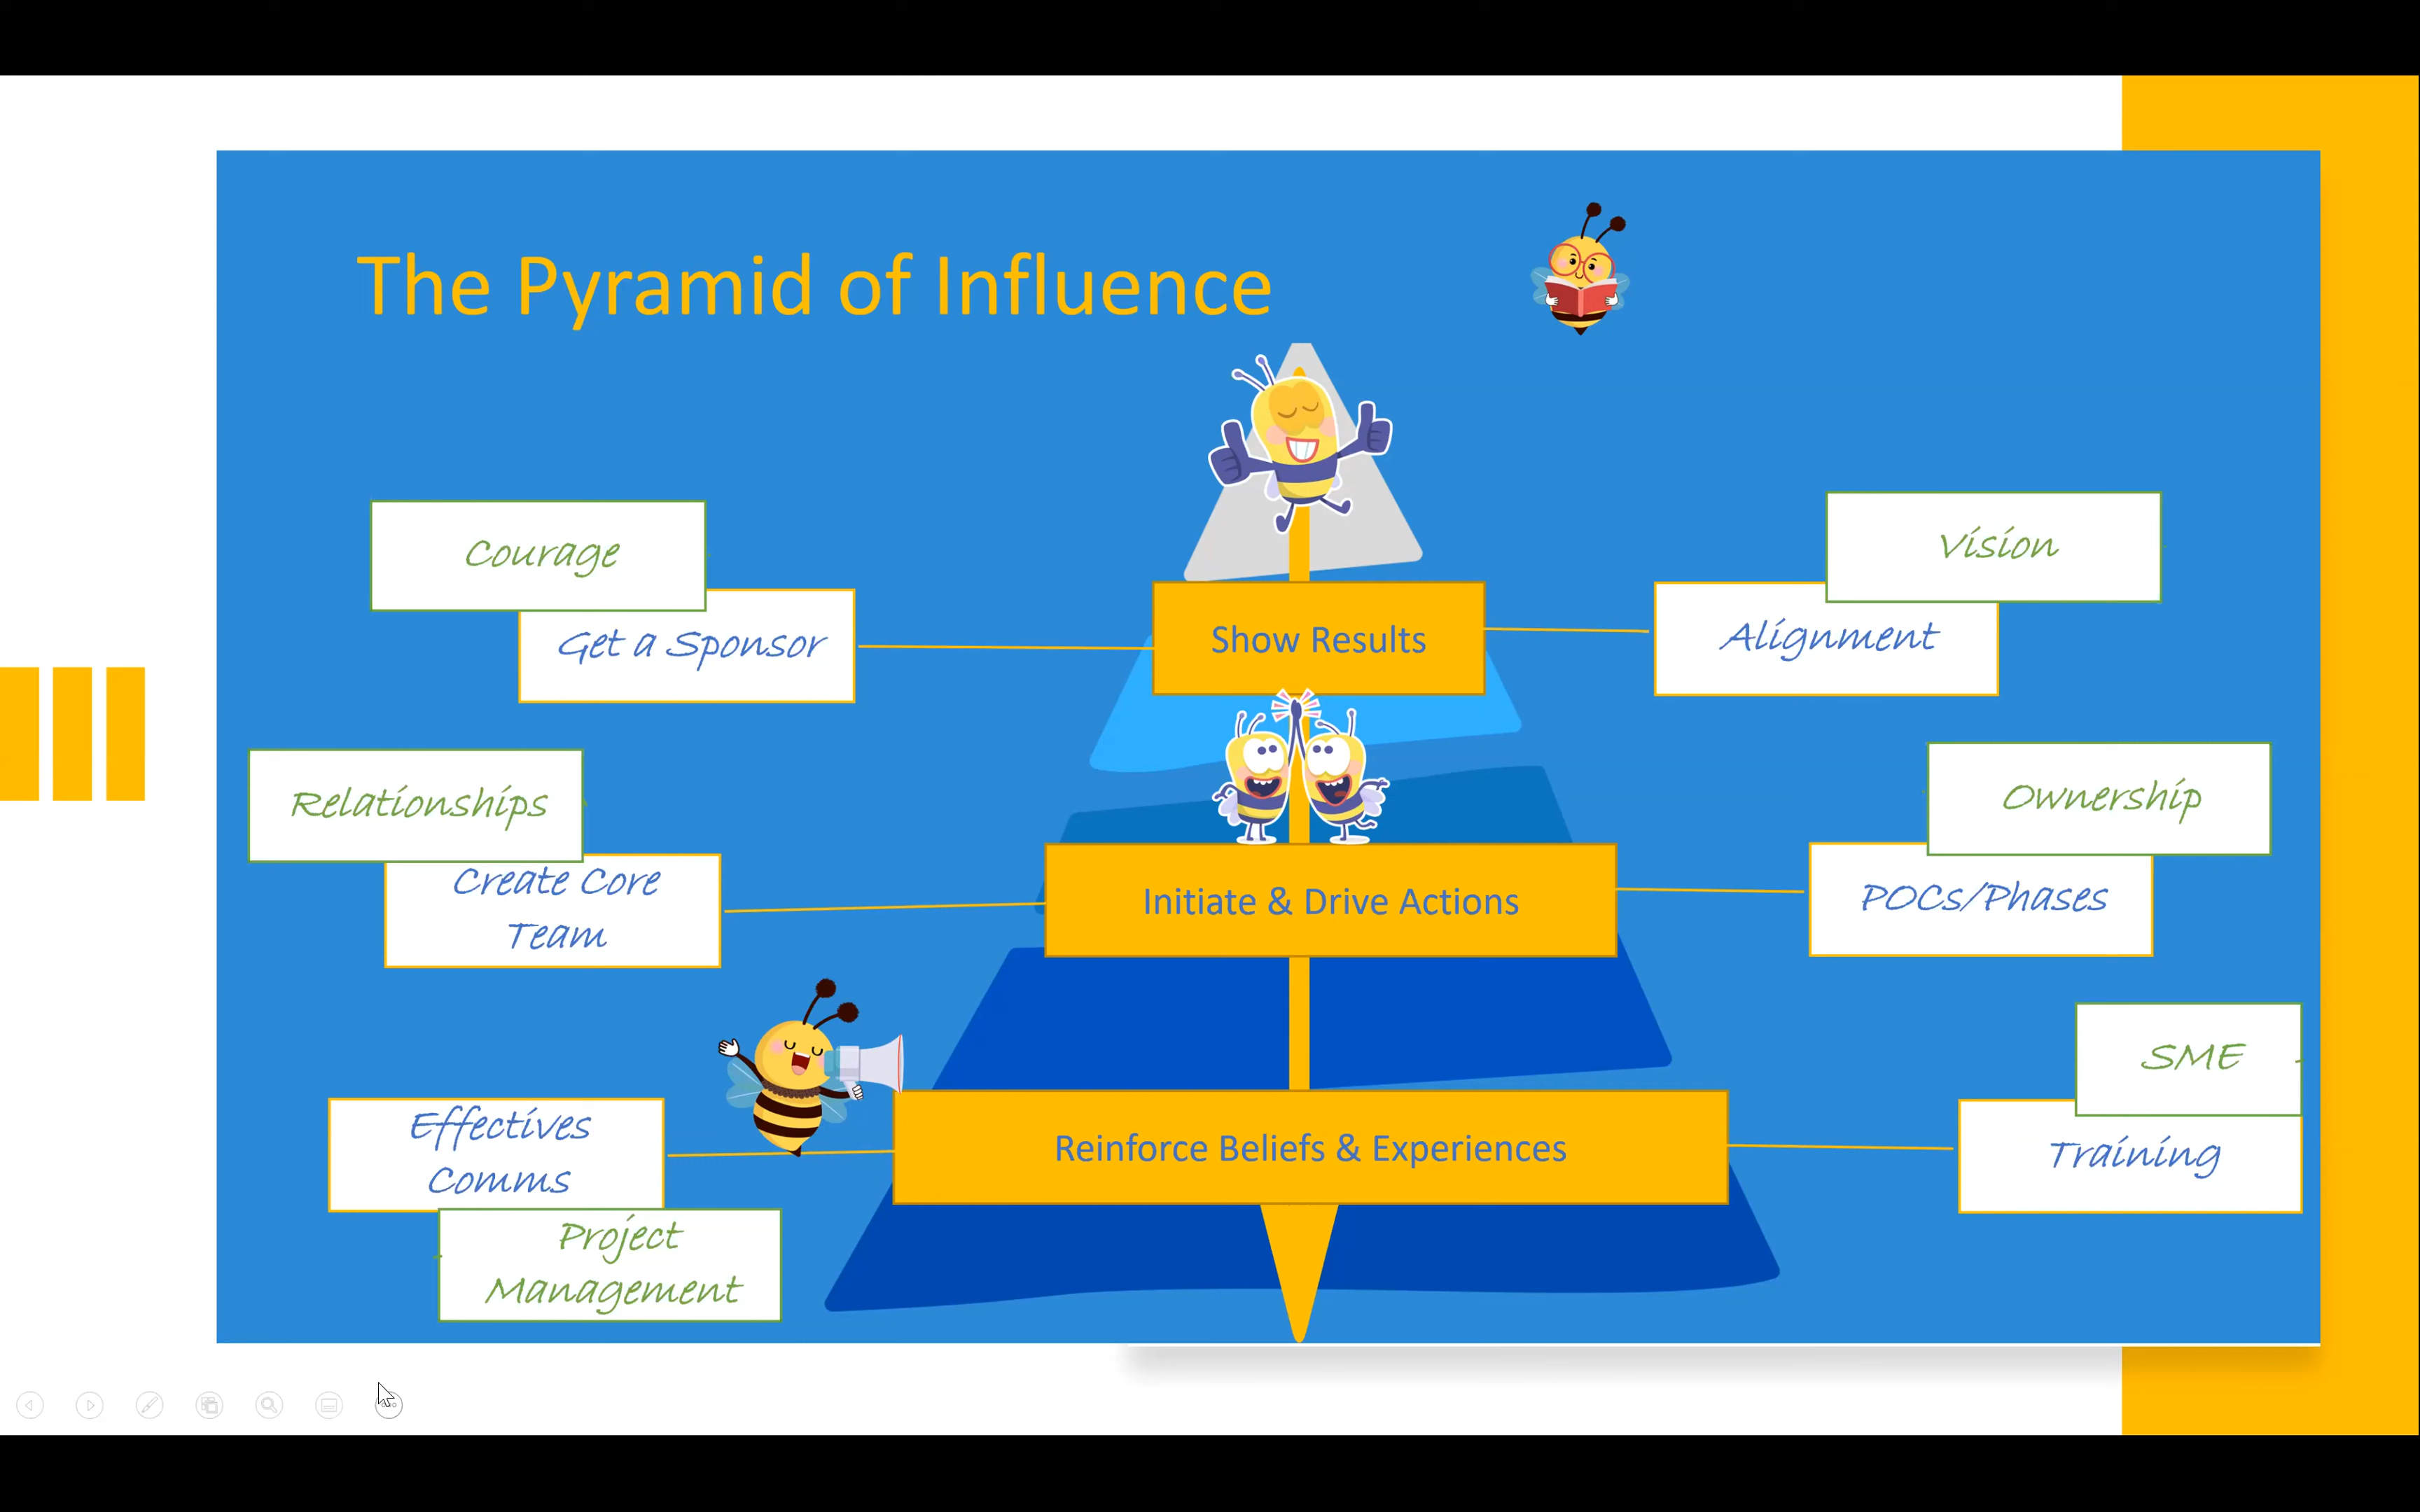 The Pyramid of Influence
Courage
Get a Sponsor
Show Results
Vision
Alignment
Relationships
Create Core
Team
Initiate & Drive Actions
Ownership
POCs/Phases
Effectives
Comms
Project
Management
Reinforce Beliefs & Experiences
SME
Training